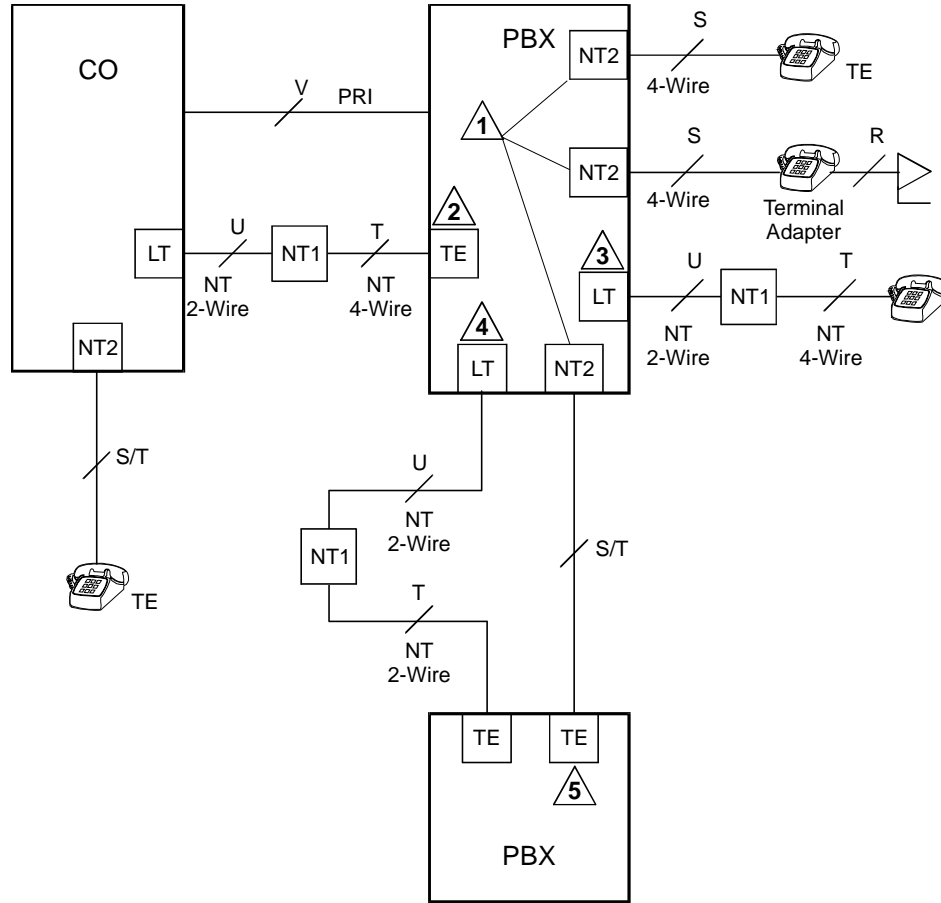 CO
V
PRI
LT
U
NT
2-Wire
NT1
T
NT
4-Wire
NT2
S/T
TE
PBX
1
2
TE
NT2
S
4-Wire
TE
NT2
S
4-Wire
Terminal
Adapter
R
3
LT
U
NT
2-Wire
NT1
T
NT
4-Wire
4
LT
NT2
U
NT
2-Wire
NT1
T
NT
2-Wire
S/T
TE
TE
5
PBX